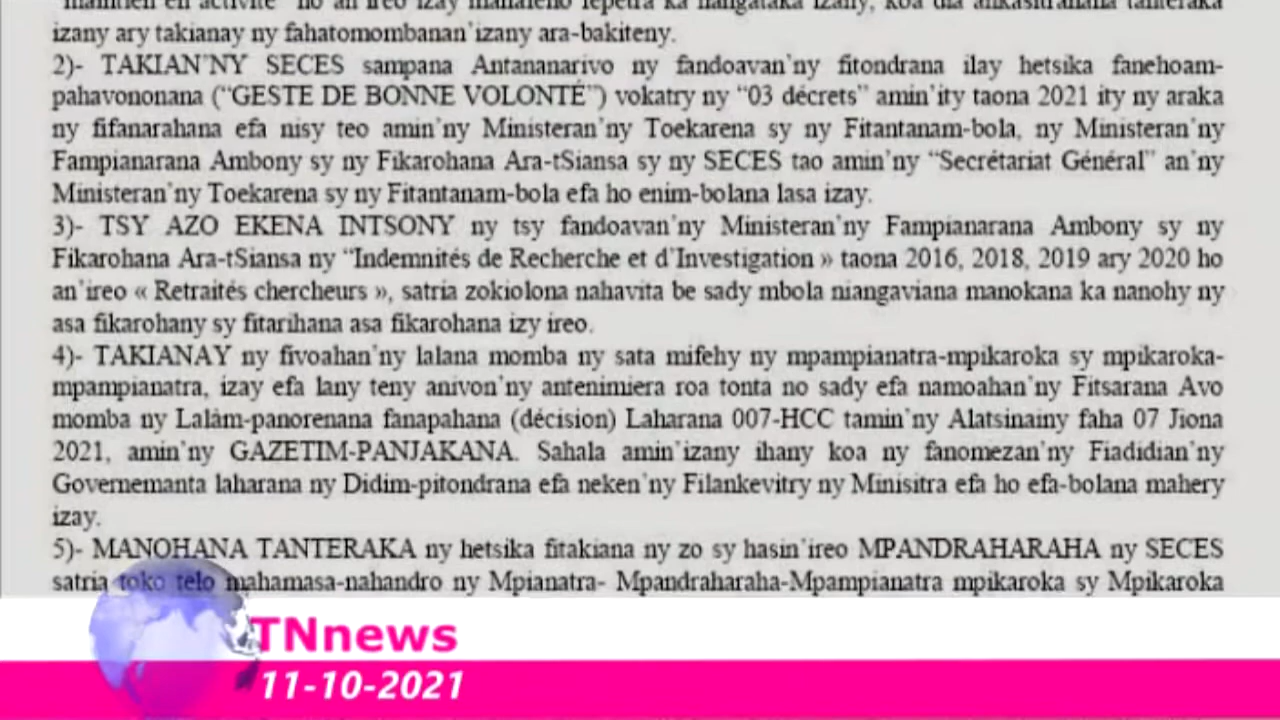 "maintien en activité" no an'ireo izay
izany ary takianay ny fahatomombanan'izany ara-bakiteny.
2)- TAKIAN'NY SECES sampana Antananarivo ny fandoavan'ny fitondrana ilay hetsika fanehoam-
pahavononana ("GESTE DE BONNE VOLONTÉ") vokatry ny "03 décrets" amin'ity taona 2021 ity ny araka
ny fifanarahana efa nisy teo amin'ny Ministeran'ny Toekarena sy ny Fitantanam-bola, ny Ministeran'ny
Fampianarana Ambony sy ny Fikarohana Ara-tSiansa sy ny SECES tao amin'ny "Secrétariat Général" an'ny
Ministeran'ny Toekarena sy ny Fitantanam-bola efa ho enim-bolana lasa izay.
3)- TSY AZO EKENA INTSONY ny tsy fandoavan'ny Ministeran'ny Fampianarana Ambony sy ny
Fikarohana Ara-tSiansa ny "Indemnités de Recherche et d'Investigation » taona 2016, 2018, 2019 ary 2020 ho
an'ireo « Retraités chercheurs », satria zokiolona nahavita be sady mbola niangaviana manokana ka nanohy ny
asa fikarohany sy fitarihana asa fikarohana izy ireo.
4)- TAKIANAY ny fivoahan'ny lalana momba ny sata mifehy ny mpampianatra-mpikaroka sy mpikaroka-
mpampianatra, izay efa lany teny anivon'ny antenimiera roa tonta no sady efa namoahan'ny Fitsarana Avo
momba ny Lalàm-panorenana fanapahana (décision) Laharana 007-HCC tamin'ny Alatsinainy faha 07 Jiona
2021, amin'ny GAZETIM-PANJAKANA. Sahala amin'izany ihany koa ny fanomezan'ny Fiadidian'ny
Governemanta laharana ny Didim-pitondrana efa neken'ny Filankevitry ny Minisitra efa ho efa-bolana mahery
izay.
5)- MANOHANA TANTERAKA ny hetsika fitakiana ny zo sy hasin'ireo MPANDRAHARAHA ny SECES
satria toko telo mahamasa-nahandro ny Mpianatra- Mpandraharaha-Mpampianatra mpikaroka sy Mpikaroka
TNnews
11-10-2021